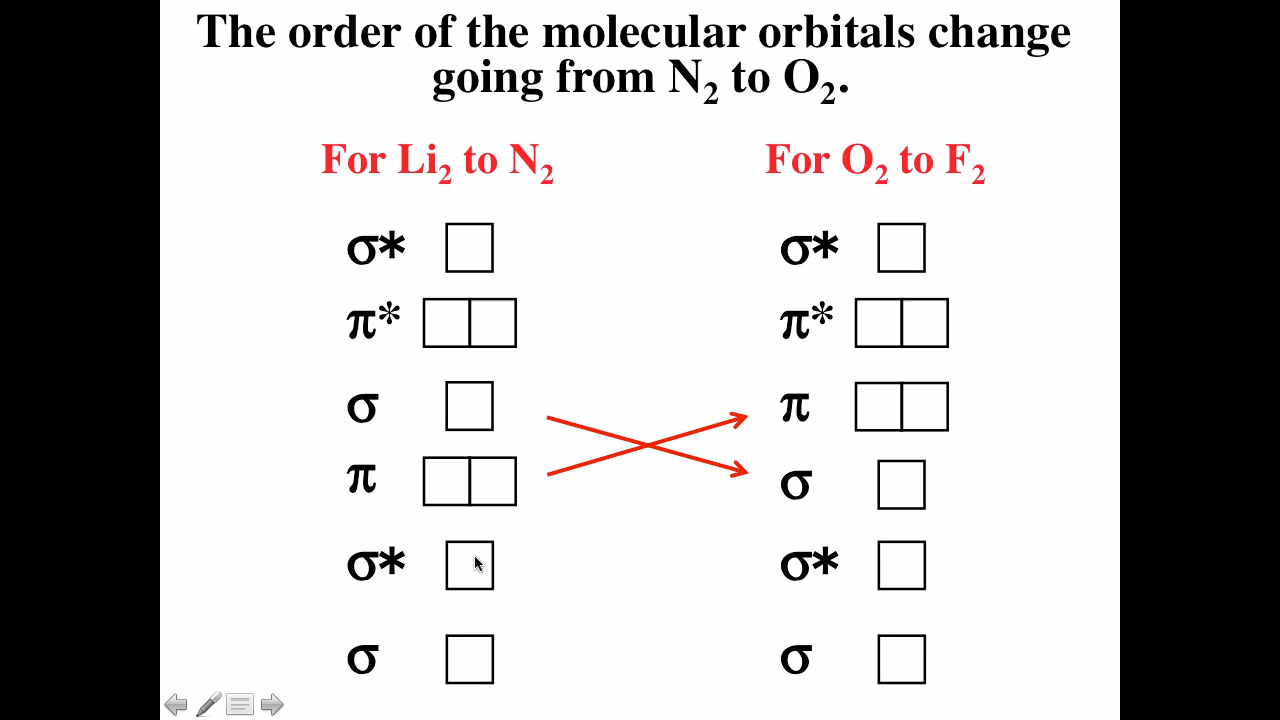 The order of the molecular orbitals change
going from N₂ to O₂.
For Li₂ to N₂
For O₂ to F₂
σ*
σ*
π*
π*
σ
π
π
σ
σ*
σ*
σ
σ